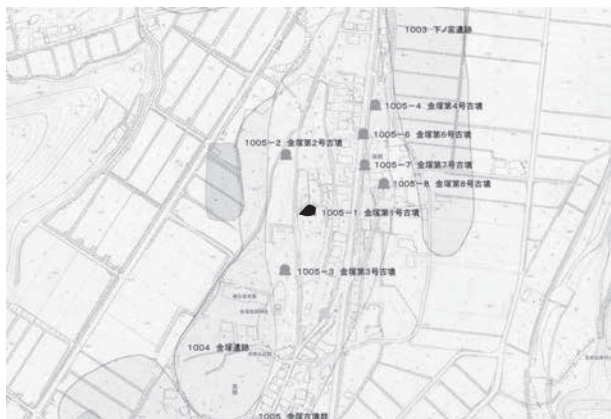 1003 下ノ宮遺跡
1005-4 金塚第4号古墳
1005-6 金塚第6号古墳
1005-2 金塚第2号古墳
1005-7 金塚第7号古墳
1005-8 金塚第8号古墳
1005-1 金塚第1号古墳
1005-3 金塚第3号古墳
1004 金塚遺跡
1005 金塚古墳群